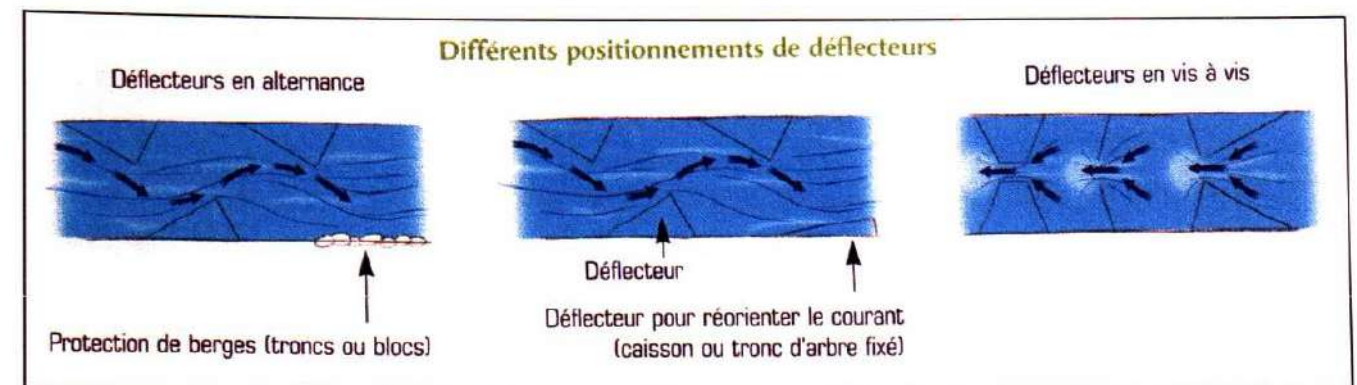 Différents positionnements de déflecteurs
Déflecteurs en alternance
Déflecteurs en vis à vis
Déflecteur
Protection de berges (troncs ou blocs)
Déflecteur pour réorienter le courant
(caisson ou tronc d'arbre fixé)